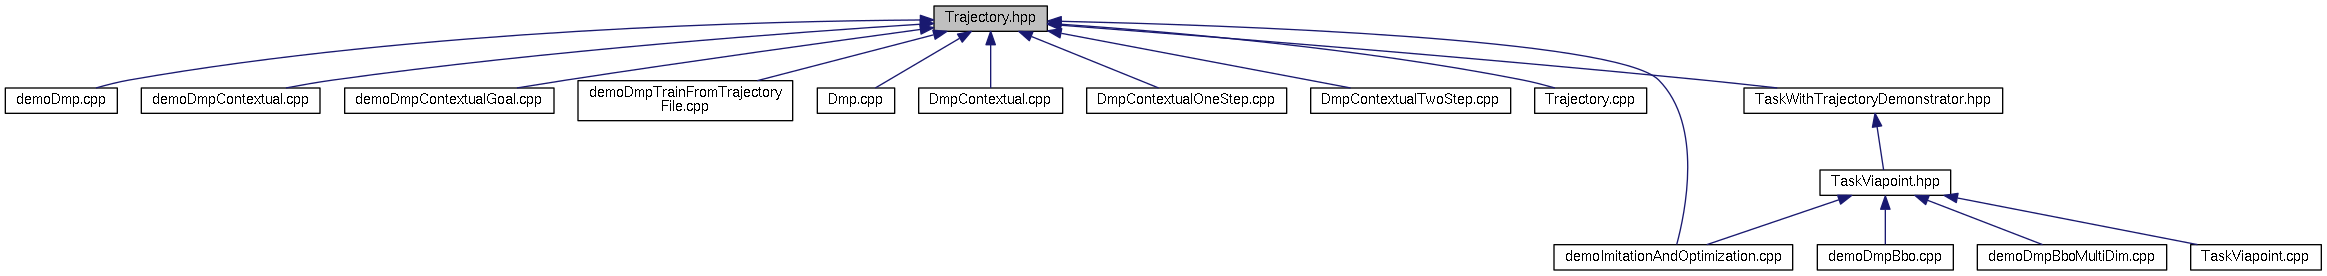 Trajectory.hpp
demoDmp.cpp
demoDmpContextual.cpp
demoDmpContextualGoal.cpp
demoDmpTrainFromTrajectory
File.cpp
Dmp.cpp
DmpContextual.cpp
DmpContextualOneStep.cpp
DmpContextualTwoStep.cpp
Trajectory.cpp
TaskWithTrajectoryDemonstrator.hpp
TaskViapoint.hpp
demoImitationAndOptimization.cpp
demoDmpBbo.cpp
demoDmpBboMultiDim.cpp
TaskViapoint.cpp